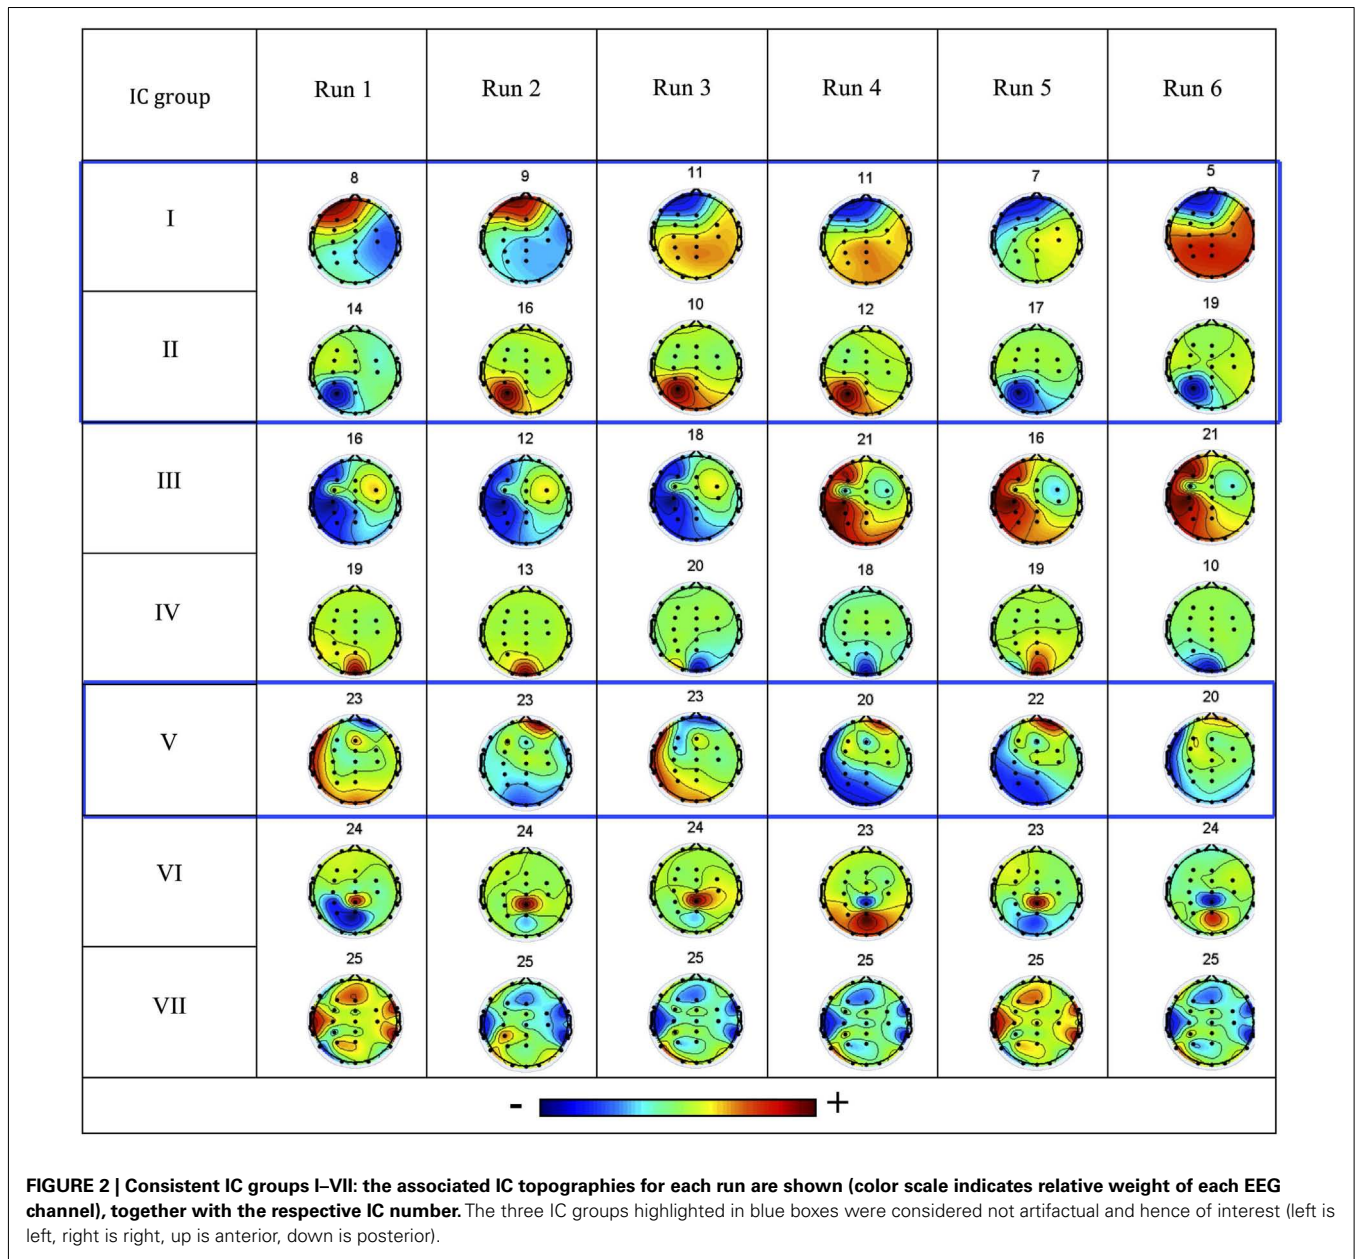 IC group Run 1 Run 2 Run 3 Run 4 Run 5 Run 6
I 8 9 11 11 7 5
II 14 16 10 12 17 19
III 16 12 18 21 16 21
IV 19 13 20 18 19 10
V 23 23 23 20 22 20
VI 24 24 24 23 23 24
VII 25 25 25 25 25 25
- +
FIGURE 2 | Consistent IC groups I–VII: the associated IC topographies for each run are shown (color scale indicates relative weight of each EEG
channel), together with the respective IC number. The three IC groups highlighted in blue boxes were considered not artifactual and hence of interest (left is
left, right is right, up is anterior, down is posterior).